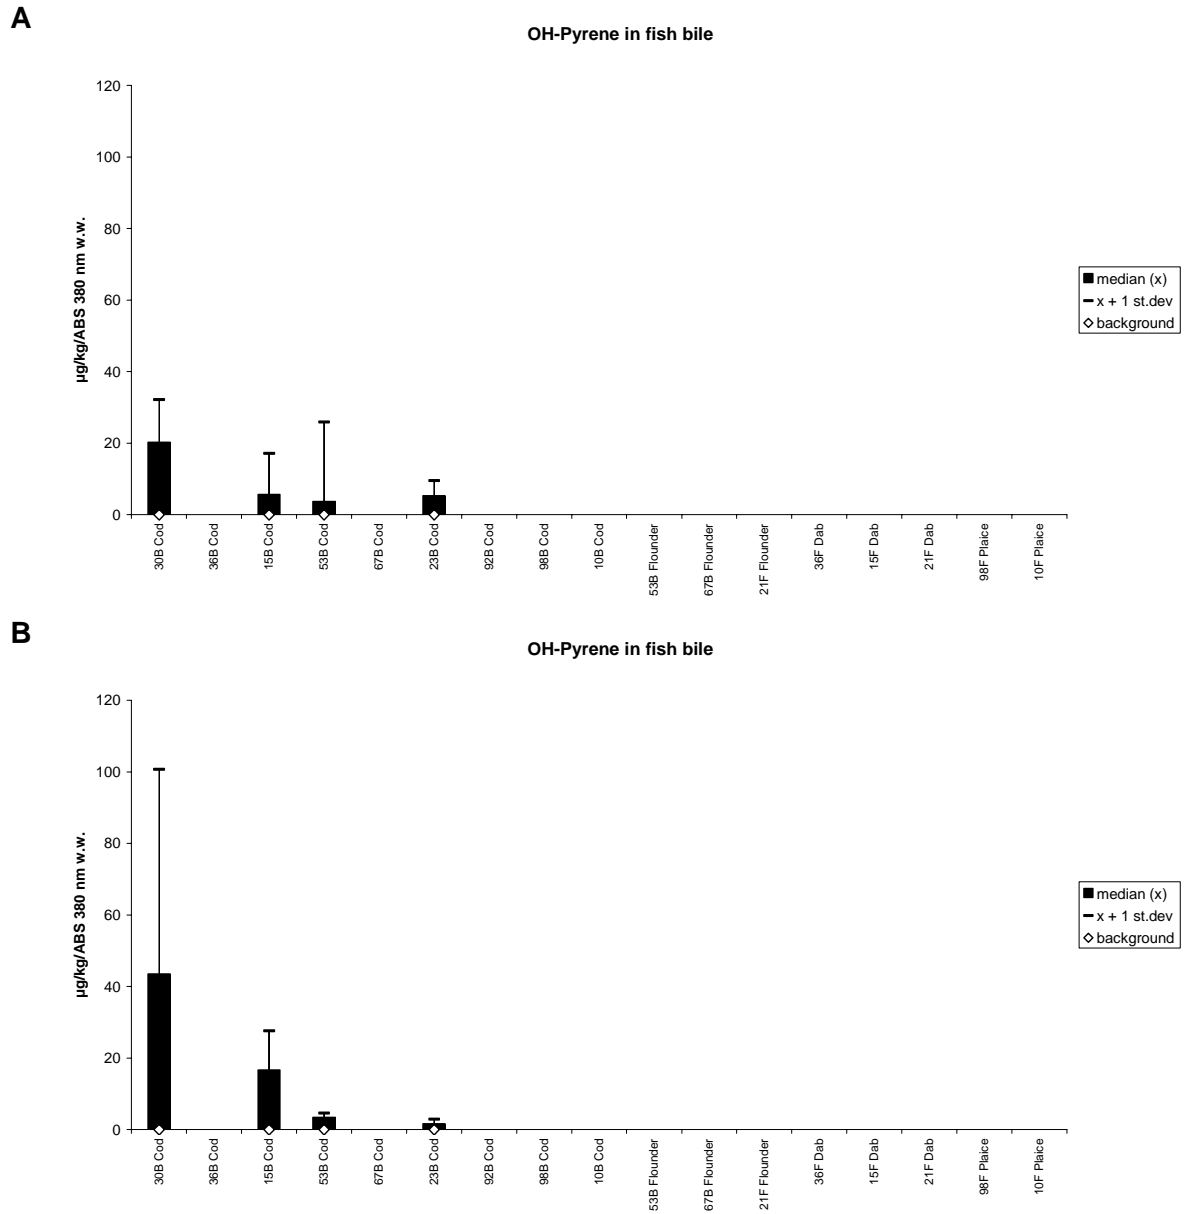 A
OH-Pyrene in fish bile
120
100
80
60
40
20
0
µg/kg/ABS 380 nm w.w.
30B Cod
36B Cod
15B Cod
53B Cod
67B Cod
23B Cod
92B Cod
98B Cod
10B Cod
53B Flounder
67B Flounder
21F Flounder
36F Dab
15F Dab
21F Dab
98F Plaice
10F Plaice
median (x)
x + 1 st.dev
background
B
OH-Pyrene in fish bile
120
100
80
60
40
20
0
µg/kg/ABS 380 nm w.w.
30B Cod
36B Cod
15B Cod
53B Cod
67B Cod
23B Cod
92B Cod
98B Cod
10B Cod
53B Flounder
67B Flounder
21F Flounder
36F Dab
15F Dab
21F Dab
98F Plaice
10F Plaice
median (x)
x + 1 st.dev
background